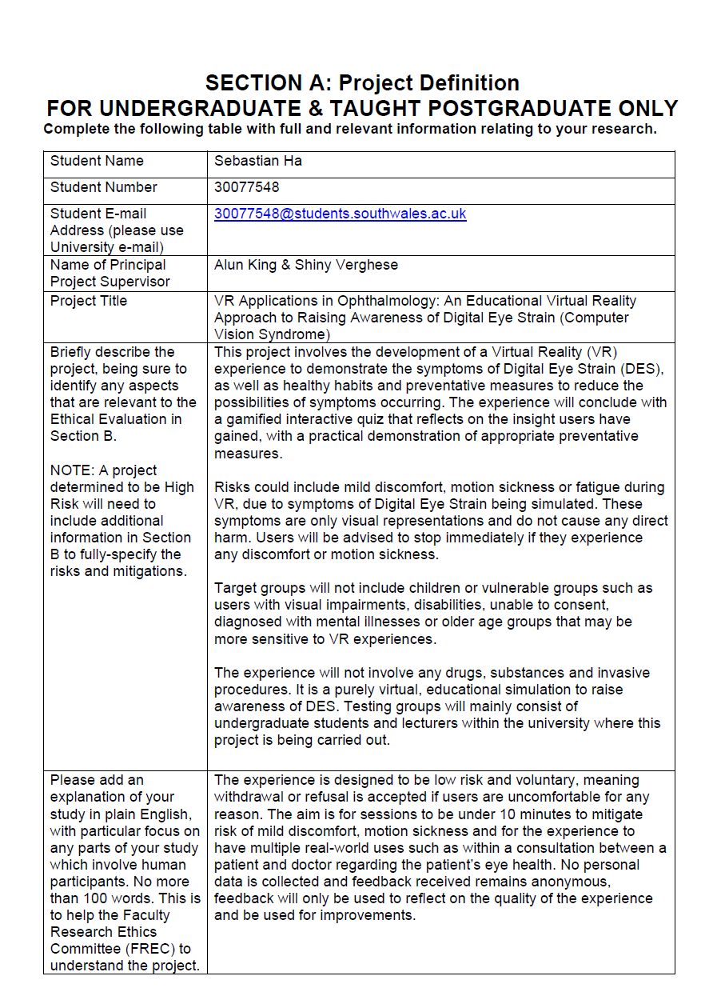 SECTION A: Project Definition
FOR UNDERGRADUATE & TAUGHT POSTGRADUATE ONLY
Complete the following table with full and relevant information relating to your research.
Student Name
Sebastian Ha
Student Number
30077548
Student E-mail
Address (please use
University e-mail)
30077548@students.southwales.ac.uk
Name of Principal
Project Supervisor
Alun King & Shiny Verghese
Project Title
VR Applications in Ophthalmology: An Educational Virtual Reality
Approach to Raising Awareness of Digital Eye Strain (Computer
Vision Syndrome)
Briefly describe the
project, being sure to
identify any aspects
that are relevant to the
Ethical Evaluation in
Section B.
NOTE: A project
determined to be High
Risk will need to
include additional
information in Section
B to fully-specify the
risks and mitigations.
This project involves the development of a Virtual Reality (VR)
experience to demonstrate the symptoms of Digital Eye Strain (DES),
as well as healthy habits and preventative measures to reduce the
possibilities of symptoms occurring. The experience will conclude with
a gamified interactive quiz that reflects on the insight users have
gained, with a practical demonstration of appropriate preventative
measures.
Risks could include mild discomfort, motion sickness or fatigue during
VR, due to symptoms of Digital Eye Strain being simulated. These
symptoms are only visual representations and do not cause any direct
harm. Users will be advised to stop immediately if they experience
any discomfort or motion sickness.
Target groups will not include children or vulnerable groups such as
users with visual impairments, disabilities, unable to consent,
diagnosed with mental illnesses or older age groups that may be
more sensitive to VR experiences.
The experience will not involve any drugs, substances and invasive
procedures. It is a purely virtual, educational simulation to raise
awareness of DES. Testing groups will mainly consist of
undergraduate students and lecturers within the university where this
project is being carried out.
Please add an
explanation of your
study in plain English,
with particular focus on
any parts of your study
which involve human
participants. No more
than 100 words. This is
to help the Faculty
Research Ethics
Committee (FREC) to
understand the project.
The experience is designed to be low risk and voluntary, meaning
withdrawal or refusal is accepted if users are uncomfortable for any
reason. The aim is for sessions to be under 10 minutes to mitigate
risk of mild discomfort, motion sickness and for the experience to
have multiple real-world uses such as within a consultation between a
patient and doctor regarding the patient's eye health. No personal
data is collected and feedback received remains anonymous,
feedback will only be used to reflect on the quality of the experience
and be used for improvements.